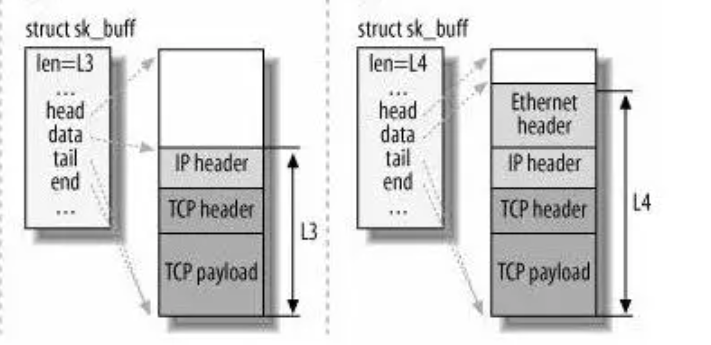 struct sk_buff
len=L3
...
head
data
tail
end
...
IP header
TCP header
TCP payload
L3
struct sk_buff
len=L4
...
head
data
tail
end
...
Ethernet
header
IP header
TCP header
TCP payload
L4